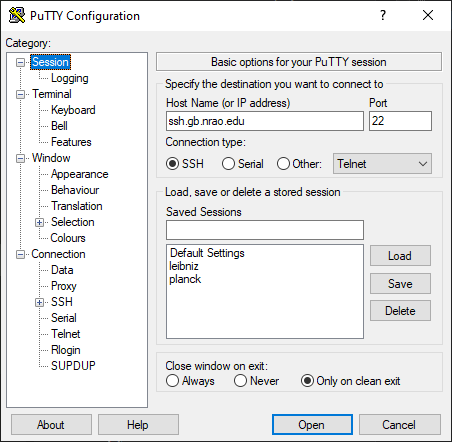 PuTTY Configuration
?
Category:
Session
Logging
Terminal
Keyboard
Bell
Features
Window
Appearance
Behaviour
Translation
Selection
Colours
Connection
Data
Proxy
SSH
Serial
Telnet
Rlogin
SUPDUP
Basic options for your PuTTY session
Specify the destination you want to connect to
Host Name (or IP address) Port
ssh.gb.nrao.edu 22
Connection type:
SSH Serial Other: Telnet
Load, save or delete a stored session
Saved Sessions
Default Settings
leibniz
planck
Load
Save
Delete
Close window on exit:
Always Never Only on clean exit
About Help Open Cancel